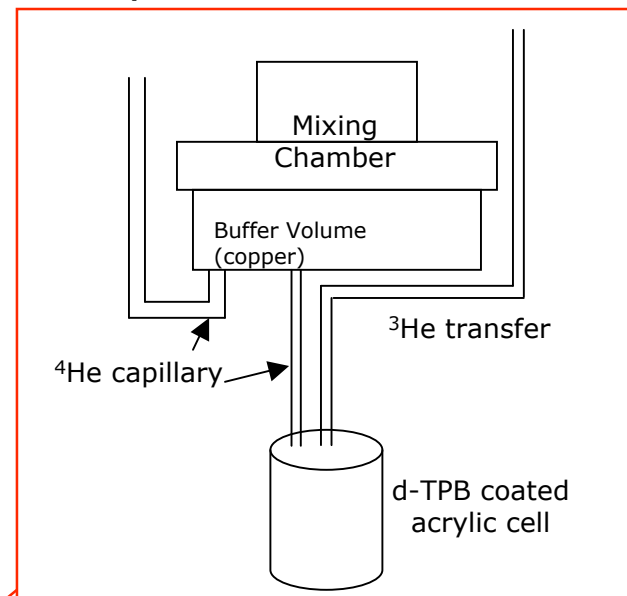 Mixing
Chamber
Buffer Volume
(copper)
³He transfer
⁴He capillary
d-TPB coated
acrylic cell